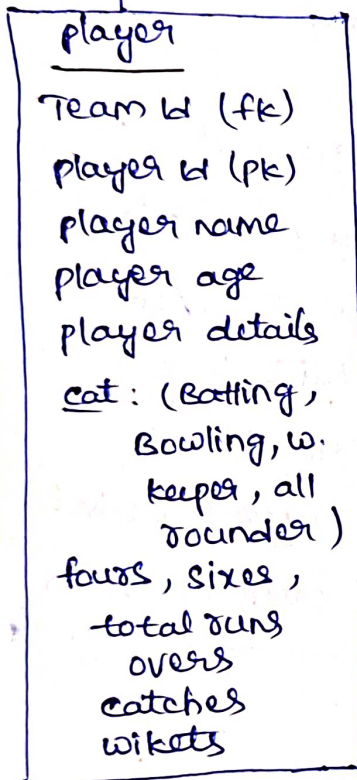 player
Team Id (fk)
player Id (pk)
player name
player age
player details
cat : (Batting,
Bowling, w.
keeper, all
rounder)
fours, sixes,
total runs
overs
catches
wikets